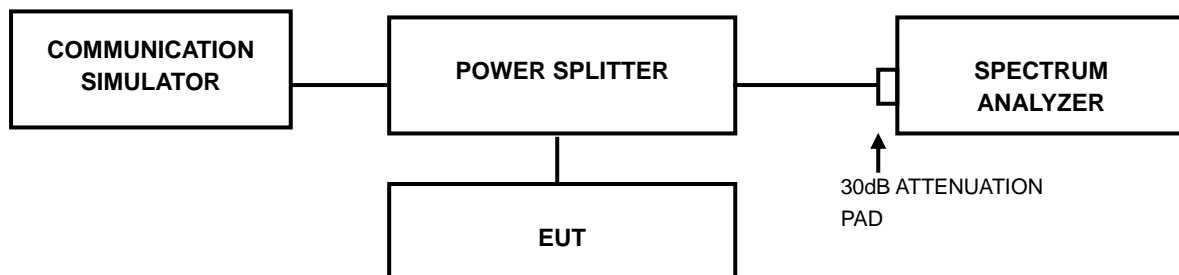 COMMUNICATION
SIMULATOR
POWER SPLITTER
SPECTRUM
ANALYZER
30dB ATTENUATION
PAD
EUT